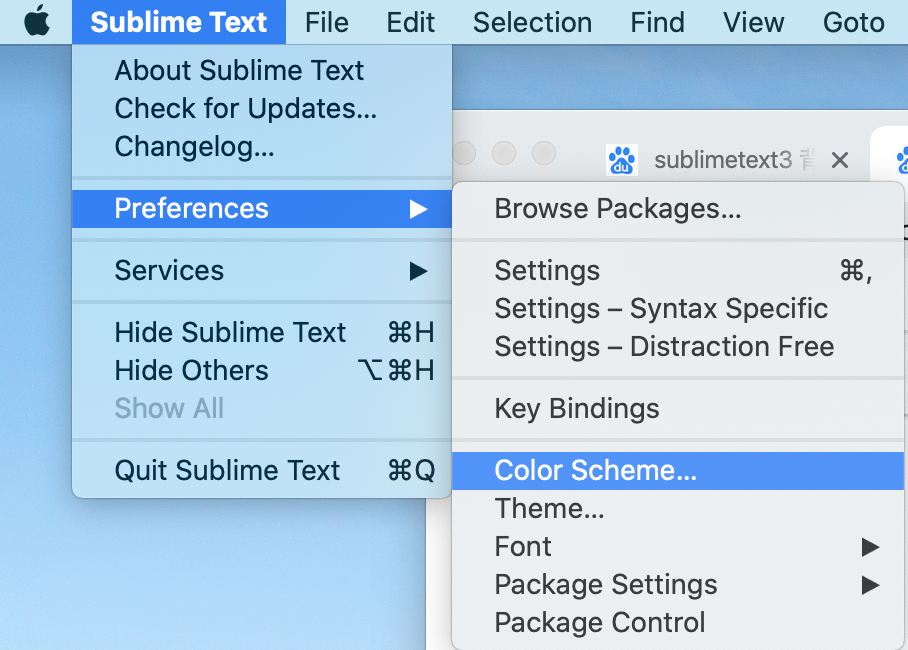 Sublime Text File Edit Selection Find View Goto
About Sublime Text
Check for Updates...
Changelog...
Preferences
Services
Hide Sublime Text ⌘H
Hide Others ⌥⌘H
Show All
Quit Sublime Text ⌘Q
du sublimetext3
Browse Packages...
Settings ⌘,
Settings – Syntax Specific
Settings – Distraction Free
Key Bindings
Color Scheme...
Theme...
Font
Package Settings
Package Control